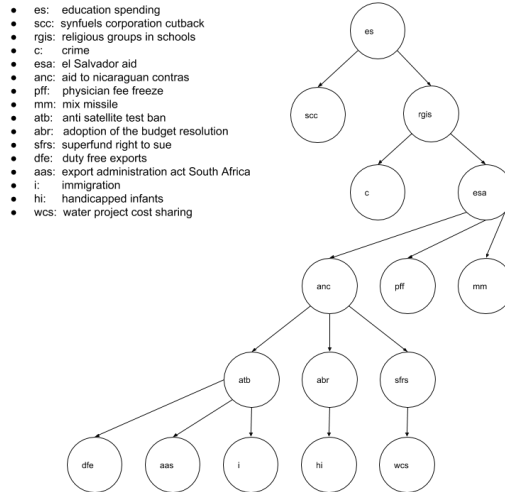 ● es: education spending
● scc: synfuels corporation cutback
● rgis: religious groups in schools
● c: crime
● esa: el Salvador aid
● anc: aid to nicaraguan contras
● pff: physician fee freeze
● mm: mix missile
● atb: anti satellite test ban
● abr: adoption of the budget resolution
● sfrs: superfund right to sue
● dfe: duty free exports
● aas: export administration act South Africa
● i: immigration
● hi: handicapped infants
● wcs: water project cost sharing
es
scc rgis
c esa
anc pff mm
atb abr sfrs
dfe aas i hi wcs